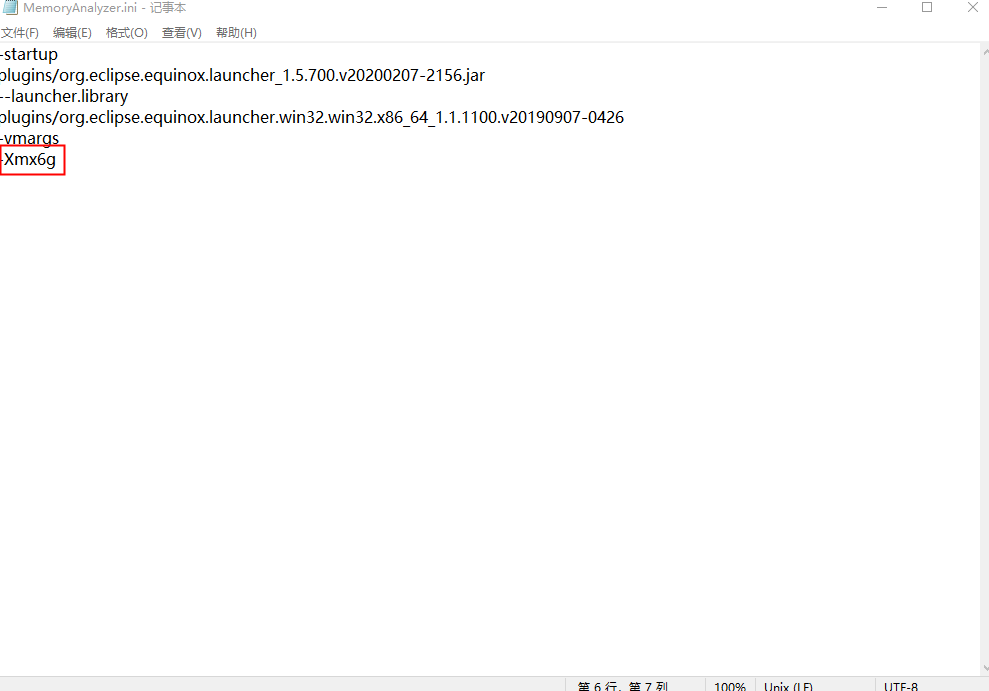 MemoryAnalyzer.ini - 记事本
文件(F) 编辑(E) 格式(O) 查看(V) 帮助(H)
-startup
plugins/org.eclipse.equinox.launcher_1.5.700.v20200207-2156.jar
--launcher.library
plugins/org.eclipse.equinox.launcher.win32.win32.x86_64_1.1.1100.v20190907-0426
-vmargs
-Xmx6g
第 6 行，第 7 列 100% Unix (LF) UTF-8